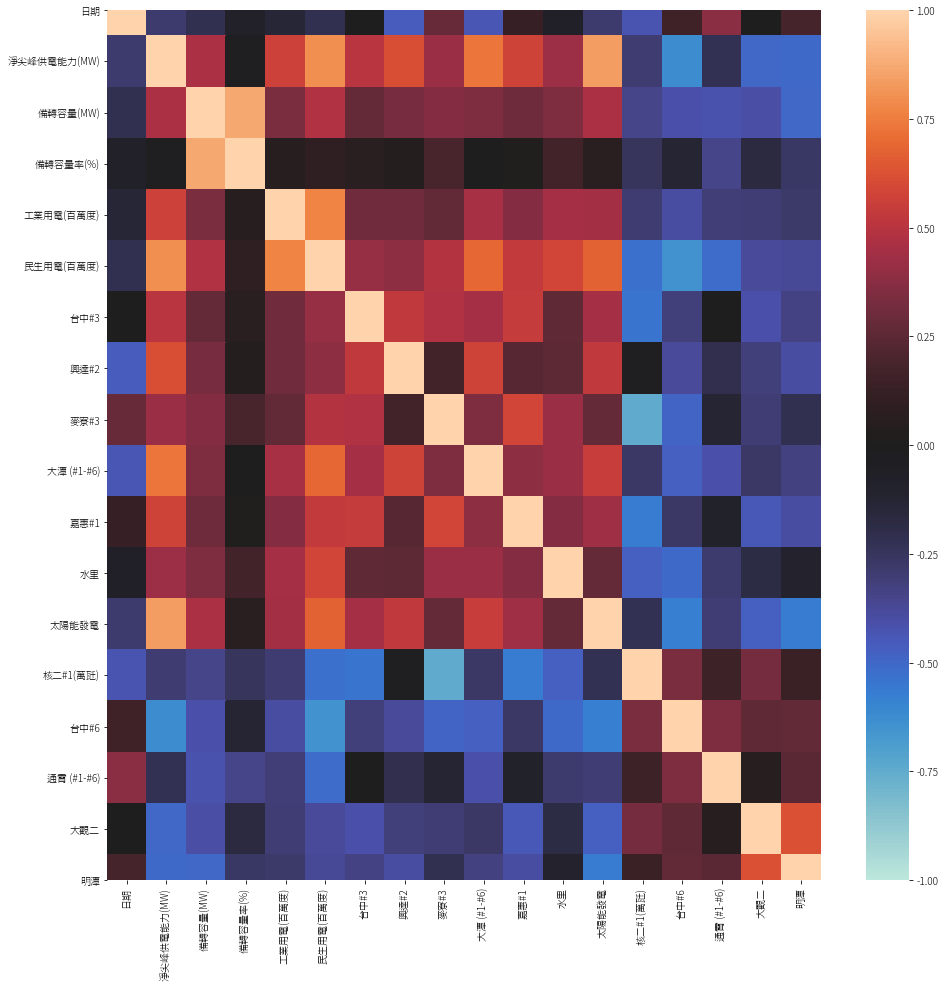 日期
淨尖峰供電能力(MW)
備轉容量(MW)
備轉容量率(%)
工業用電(百萬度)
民生用電(百萬度)
台中#3
興達#2
麥寮#3
大潭 (#1-#6)
嘉惠#1
水里
太陽能發電
核二#1(萬瓩)
台中#6
通霄 (#1-#6)
大觀二
明潭
日期
淨尖峰供電能力(MW)
備轉容量(MW)
備轉容量率(%)
工業用電(百萬度)
民生用電(百萬度)
台中#3
興達#2
麥寮#3
大潭 (#1-#6)
嘉惠#1
水里
太陽能發電
核二#1(萬瓩)
台中#6
通霄 (#1-#6)
大觀二
明潭
1.00
0.75
0.50
0.25
0.00
-0.25
-0.50
-0.75
-1.00